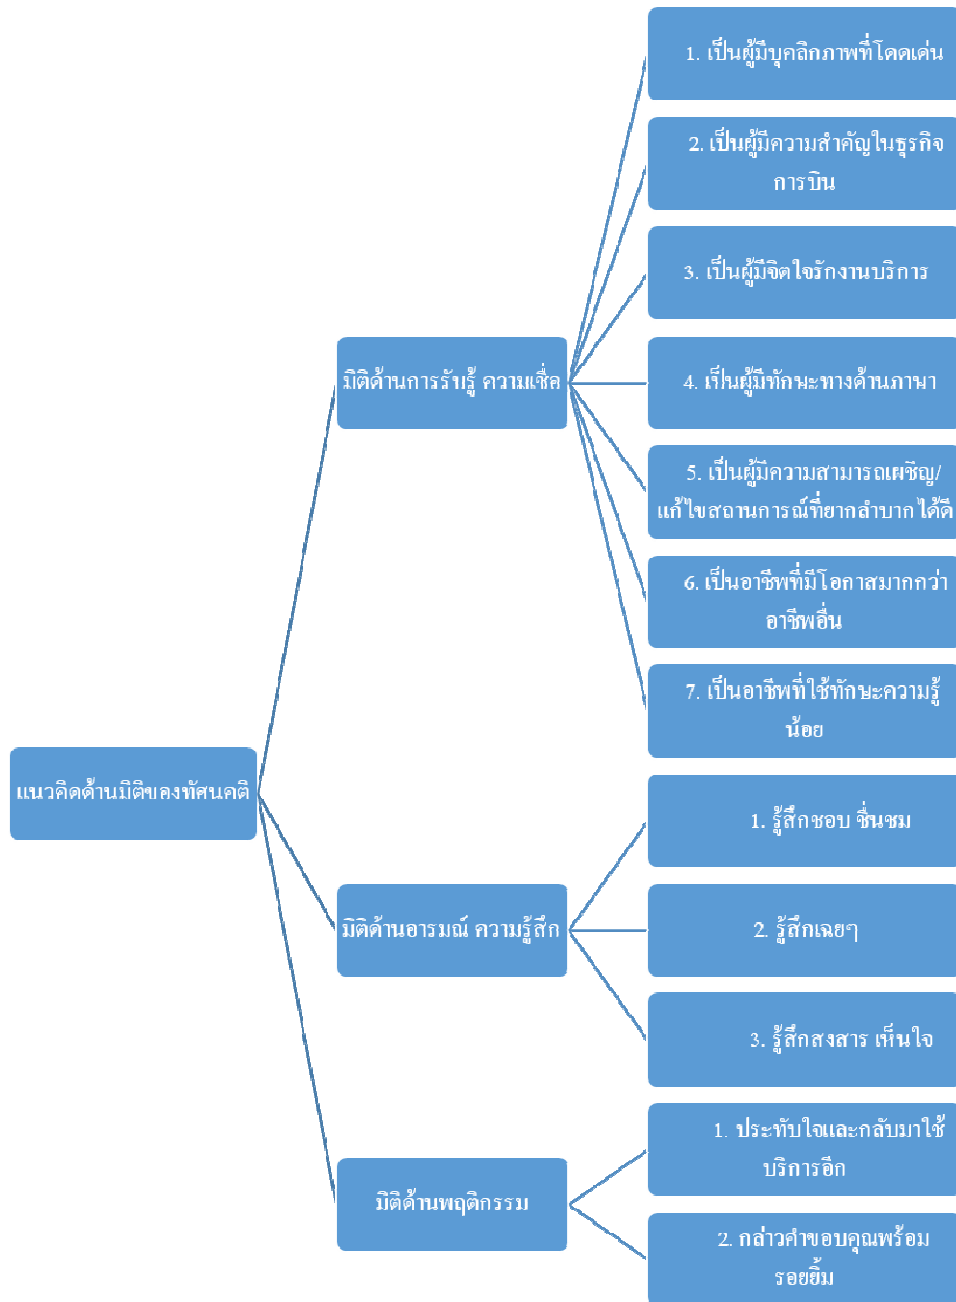 1. เป็นผู้มีบุคลิกภาพที่โดดเด่น
2. เป็นผู้มีความสำคัญในธุรกิจ
การบิน
3. เป็นผู้มีจิตใจรักงานบริการ
มิติด้านการรับรู้ ความเชื่อ
4. เป็นผู้มีทักษะทางด้านภาษา
5. เป็นผู้มีความสามารถเผชิญ/
แก้ไขสถานการณ์ที่ยากลำบากได้ดี
6. เป็นอาชีพที่มีโอกาสมากกว่า
อาชีพอื่น
7. เป็นอาชีพที่ใช้ทักษะความรู้
น้อย
แนวคิดด้านมิติของทัศนคติ
1. รู้สึกชอบ ชื่นชม
มิติด้านอารมณ์ ความรู้สึก
2. รู้สึกเฉยๆ
3. รู้สึกสงสาร เห็นใจ
มิติด้านพฤติกรรม
1. ประทับใจและกลับมาใช้
บริการอีก
2. กล่าวคำขอบคุณพร้อม
รอยยิ้ม